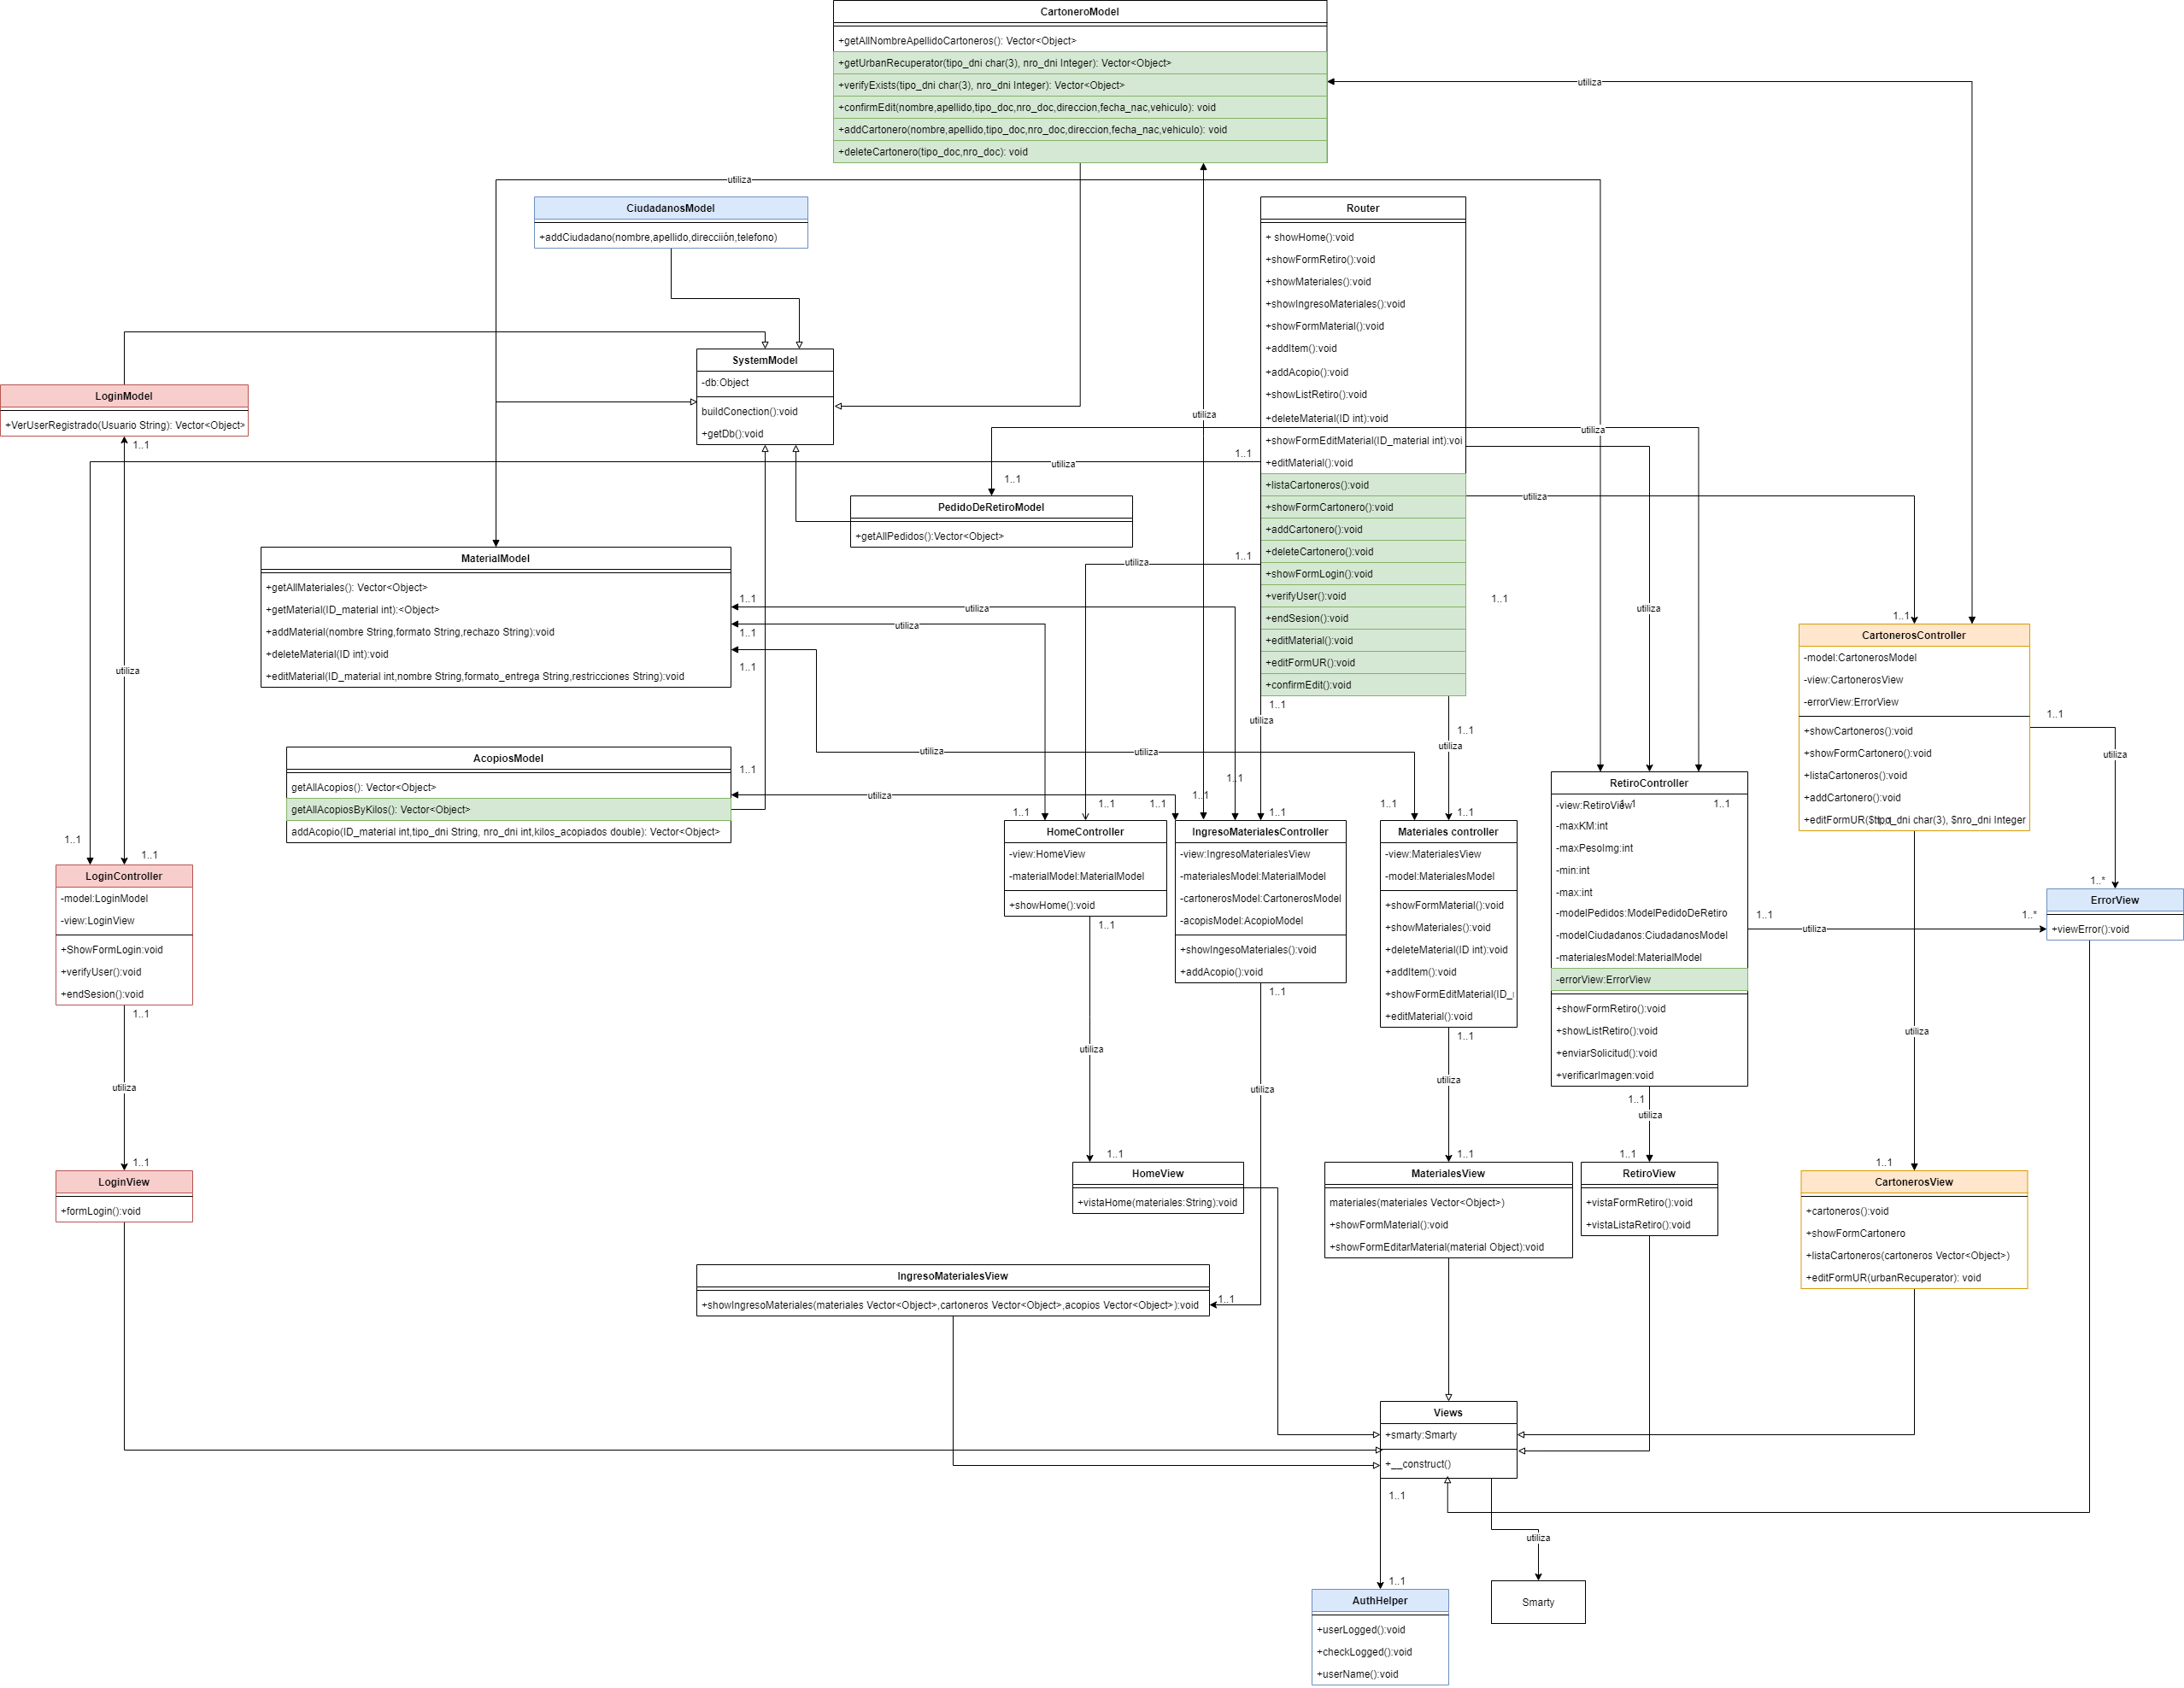 CartoneroModel
+getAllNombreApellidoCartoneros(): Vector<Object>
+getUrbanRecuperator(tipo_dni char(3), nro_dni Integer): Vector<Object>
+verifyExists(tipo_dni char(3), nro_dni Integer): Vector<Object>
+confirmEdit(nombre,apellido,tipo_doc,nro_doc,direccion,fecha_nac,vehiculo): void
+addCartonero(nombre,apellido,tipo_doc,nro_doc,direccion,fecha_nac,vehiculo): void
+deleteCartonero(tipo_doc,nro_doc): void
utiliza
utiliza
CiudadanosModel
+addCiudadano(nombre,apellido,direcciión,telefono)
Router
+ showHome():void
+showFormRetiro():void
+showMateriales():void
+showIngresoMateriales():void
+showFormMaterial():void
+addItem():void
+addAcopio():void
+showListRetiro():void
+deleteMaterial(ID int):void
+showFormEditMaterial(ID_material int):voi
+editMaterial():void
+listaCartoneros():void
+showFormCartonero():void
+addCartonero():void
+deleteCartonero():void
+showFormLogin():void
+verifyUser():void
+endSesion():void
+editMaterial():void
+editFormUR():void
+confirmEdit():void
SystemModel
-db:Object
buildConection():void
+getDb():void
LoginModel
+VerUserRegistrado(Usuario String): Vector<Object>
1..1
utiliza
utiliza
1..1
utiliza
1..1
PedidoDeRetiroModel
+getAllPedidos():Vector<Object>
utiliza
1..1
utiliza
MaterialModel
+getAllMateriales(): Vector<Object>
+getMaterial(ID_material int):<Object>
+addMaterial(nombre String,formato String,rechazo String):void
+deleteMaterial(ID int):void
+editMaterial(ID_material int,nombre String,formato_entrega String,restricciones String):void
1..1
utiliza
1..1
utiliza
1..1
1..1
utiliza
1..1
utiliza
CartonerosController
-model:CartonerosModel
-view:CartonerosView
-errorView:ErrorView
+showCartoneros():void
+showFormCartonero():void
+listaCartoneros():void
+addCartonero():void
+editFormUR($tipo_dni char(3), $nro_dni Integer
1..1
1..1
utiliza
1..1
utiliza
1..1
utiliza
utiliza
utiliza
AcopiosModel
getAllAcopios(): Vector<Object>
getAllAcopiosByKilos(): Vector<Object>
addAcopio(ID_material int,tipo_dni String, nro_dni int,kilos_acopiados double): Vector<Object>
1..1
utiliza
1..1
1..1
1..1
1..1
1..1
1..1
1..1
1..1
1..1
1..1
1..1
HomeController
-view:HomeView
-materialModel:MaterialModel
+showHome():void
IngresoMaterialesController
-view:IngresoMaterialesView
-materialesModel:MaterialModel
-cartonerosModel:CartonerosModel
-acopisModel:AcopioModel
+showIngesoMateriales():void
+addAcopio():void
Materiales controller
-view:MaterialesView
-model:MaterialesModel
+showFormMaterial():void
+showMateriales():void
+deleteMaterial(ID int):void
+addItem():void
+showFormEditMaterial(ID_
+editMaterial():void
RetiroController
-view:RetiroView
1..1
1..1
-maxKM:int
-maxPesoImg:int
-min:int
-max:int
-modelPedidos:ModelPedidoDeRetiro
-modelCiudadanos:CiudadanosModel
-materialesModel:MaterialModel
-errorView:ErrorView
+showFormRetiro():void
+showListRetiro():void
+enviarSolicitud():void
+verificarImagen:void
1..1
utiliza
1..*
1..*
ErrorView
+viewError():void
LoginController
-model:LoginModel
-view:LoginView
+ShowFormLogin:void
+verifyUser():void
+endSesion():void
1..1
utiliza
1..1
1..1
utiliza
1..1
1..1
utiliza
1..1
utiliza
1..1
1..1
utiliza
1..1
utiliza
1..1
LoginView
+formLogin():void
HomeView
+vistaHome(materiales:String):void
MaterialesView
materiales(materiales Vector<Object>)
+showFormMaterial():void
+showFormEditarMaterial(material Object):void
RetiroView
+vistaFormRetiro():void
+vistaListaRetiro():void
CartonerosView
+cartoneros():void
+showFormCartonero
+listaCartoneros(cartoneros Vector<Object>)
+editFormUR(urbanRecuperator): void
IngresoMaterialesView
+showIngresoMateriales(materiales Vector<Object>,cartoneros Vector<Object>,acopios Vector<Object>):void
1..1
Views
+smarty:Smarty
+__construct()
1..1
utiliza
1..1
AuthHelper
+userLogged():void
+checkLogged():void
+userName():void
Smarty